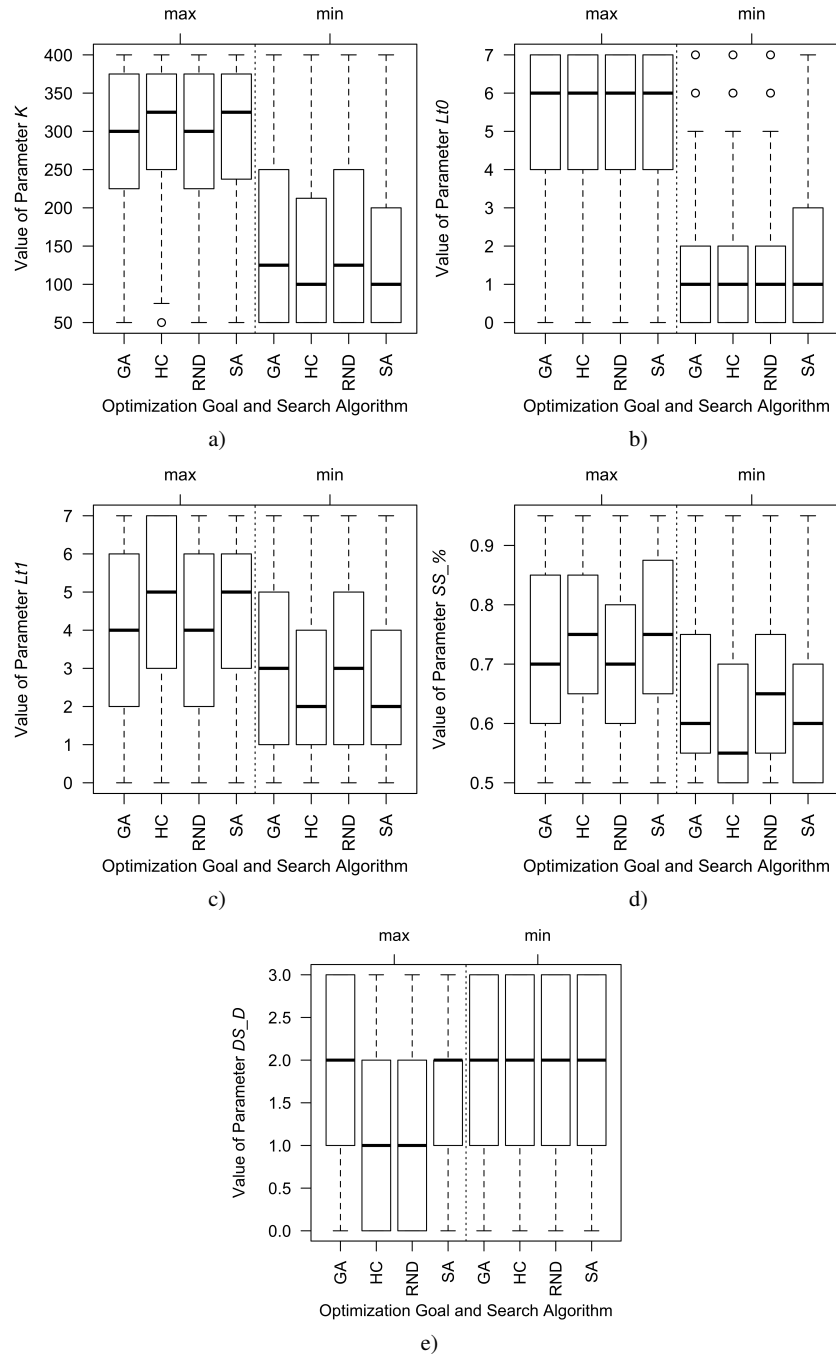 max min
400
350
300
250
200
150
100
50
Value of Parameter K
GA HC RND SA GA HC RND SA
Optimization Goal and Search Algorithm
a)
max min
7
6
5
4
3
2
1
0
Value of Parameter Lt0
GA HC RND SA GA HC RND SA
Optimization Goal and Search Algorithm
b)
max min
7
6
5
4
3
2
1
0
Value of Parameter Lt1
GA HC RND SA GA HC RND SA
Optimization Goal and Search Algorithm
c)
max min
0.9
0.8
0.7
0.6
0.5
Value of Parameter SS_%
GA HC RND SA GA HC RND SA
Optimization Goal and Search Algorithm
d)
max min
3.0
2.5
2.0
1.5
1.0
0.5
0.0
Value of Parameter DS_D
GA HC RND SA GA HC RND SA
Optimization Goal and Search Algorithm
e)